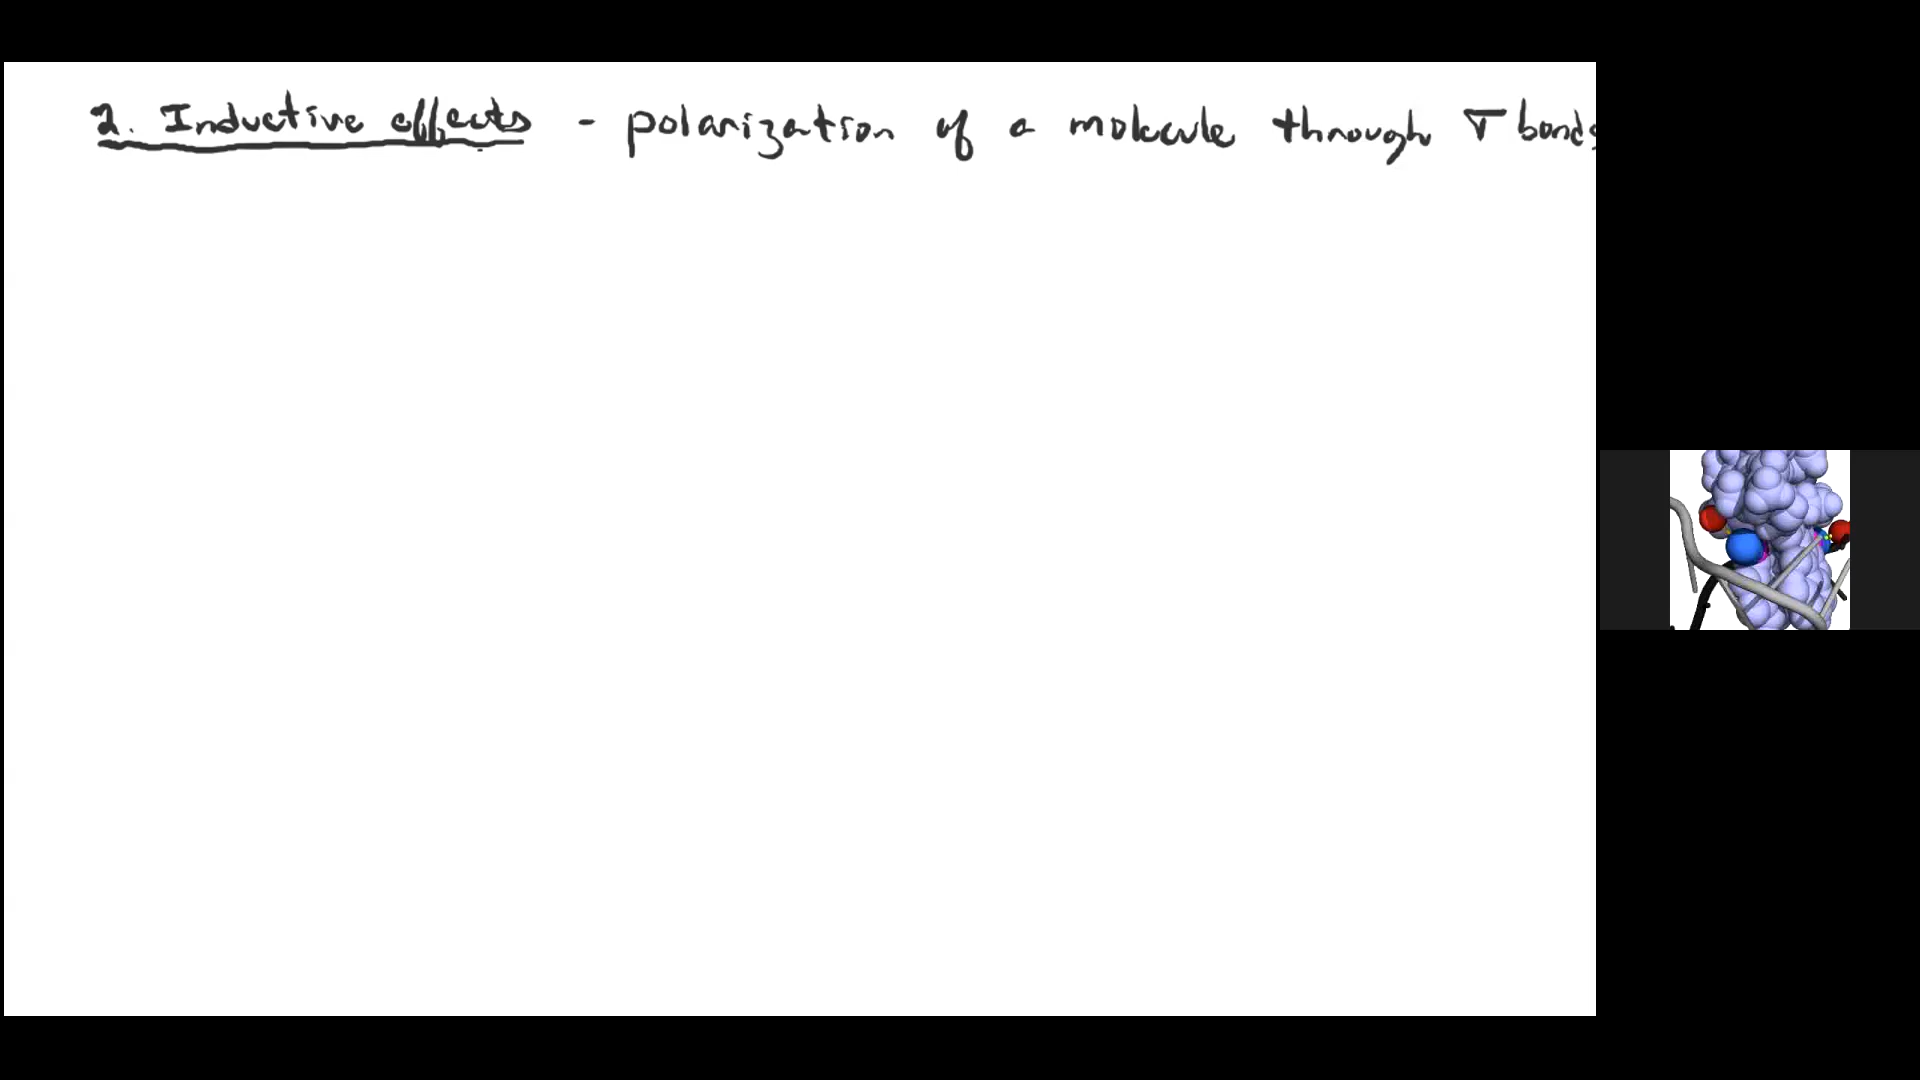 2. Inductive effects - polarization of a molecule through σ bonds